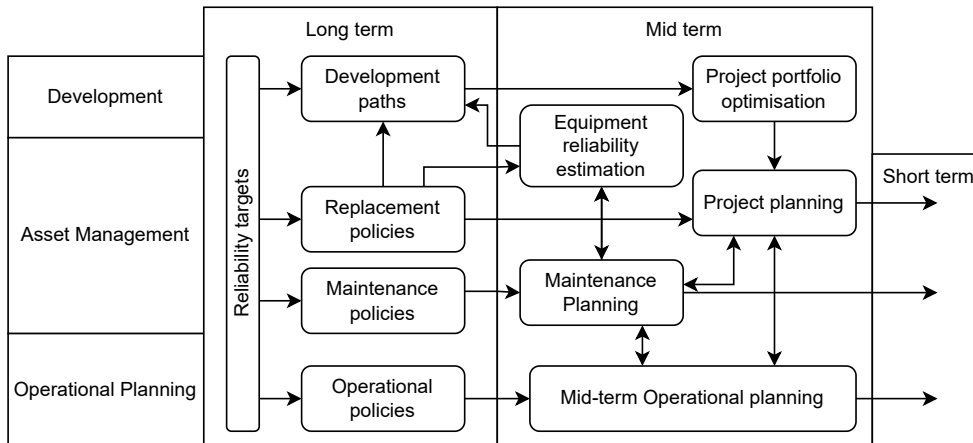 Long term
Mid term
Short term
Development
Asset Management
Operational Planning
Reliability targets
Development
paths
Replacement
policies
Maintenance
policies
Operational
policies
Equipment
reliability
estimation
Project portfolio
optimisation
Project planning
Maintenance
Planning
Mid-term Operational planning